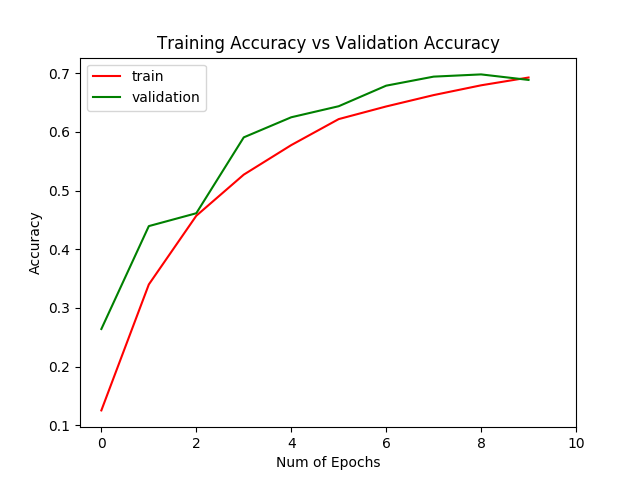 Training Accuracy vs Validation Accuracy
train
validation
0.7
0.6
0.5
0.4
0.3
0.2
0.1
Accuracy
0 2 4 6 8 10
Num of Epochs